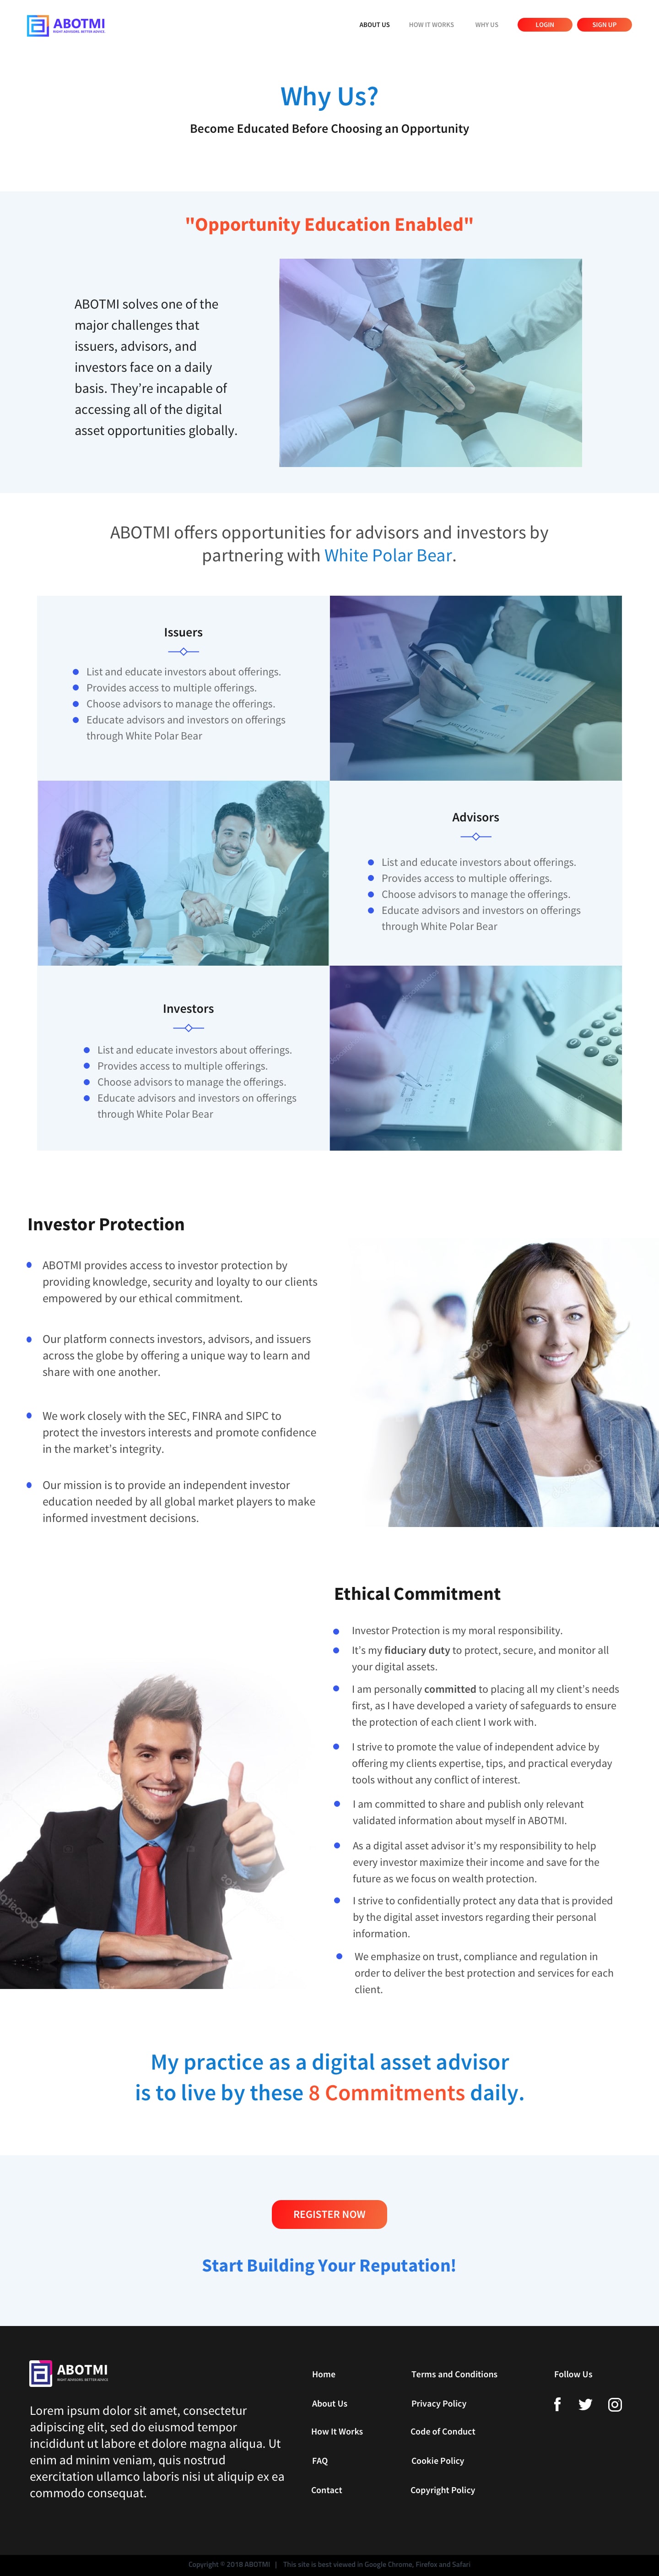 ABOTMI
RIGHT ADVISORS. BETTER ADVICE.
ABOUT US
HOW IT WORKS
WHY US
LOGIN
SIGN UP
Why Us?
Become Educated Before Choosing an Opportunity
"Opportunity Education Enabled"
ABOTMI solves one of the
major challenges that
issuers, advisors, and
investors face on a daily
basis. They're incapable of
accessing all of the digital
asset opportunities globally.
ABOTMI offers opportunities for advisors and investors by
partnering with White Polar Bear.
Issuers
List and educate investors about offerings.
Provides access to multiple offerings.
Choose advisors to manage the offerings.
Educate advisors and investors on offerings
through White Polar Bear
Advisors
List and educate investors about offerings.
Provides access to multiple offerings.
Choose advisors to manage the offerings.
Educate advisors and investors on offerings
through White Polar Bear
Investors
List and educate investors about offerings.
Provides access to multiple offerings.
Choose advisors to manage the offerings.
Educate advisors and investors on offerings
through White Polar Bear
Investor Protection
ABOTMI provides access to investor protection by
providing knowledge, security and loyalty to our clients
empowered by our ethical commitment.
Our platform connects investors, advisors, and issuers
across the globe by offering a unique way to learn and
share with one another.
We work closely with the SEC, FINRA and SIPC to
protect the investors interests and promote confidence
in the market's integrity.
Our mission is to provide an independent investor
education needed by all global market players to make
informed investment decisions.
Ethical Commitment
Investor Protection is my moral responsibility.
It's my fiduciary duty to protect, secure, and monitor all
your digital assets.
I am personally committed to placing all my client's needs
first, as I have developed a variety of safeguards to ensure
the protection of each client I work with.
I strive to promote the value of independent advice by
offering my clients expertise, tips, and practical everyday
tools without any conflict of interest.
I am committed to share and publish only relevant
validated information about myself in ABOTMI.
As a digital asset advisor it's my responsibility to help
every investor maximize their income and save for the
future as we focus on wealth protection.
I strive to confidentially protect any data that is provided
by the digital asset investors regarding their personal
information.
We emphasize on trust, compliance and regulation in
order to deliver the best protection and services for each
client.
My practice as a digital asset advisor
is to live by these 8 Commitments daily.
REGISTER NOW
Start Building Your Reputation!
ABOTMI
RIGHT ADVISORS. BETTER ADVICE.
Lorem ipsum dolor sit amet, consectetur
adipiscing elit, sed do eiusmod tempor
incididunt ut labore et dolore magna aliqua. Ut
enim ad minim veniam, quis nostrud
exercitation ullamco laboris nisi ut aliquip ex ea
commodo consequat.
Home
About Us
How It Works
FAQ
Contact
Terms and Conditions
Privacy Policy
Code of Conduct
Cookie Policy
Copyright Policy
Follow Us
Copyright © 2018 ABOTMI | This site is best viewed in Google Chrome, Firefox and Safari